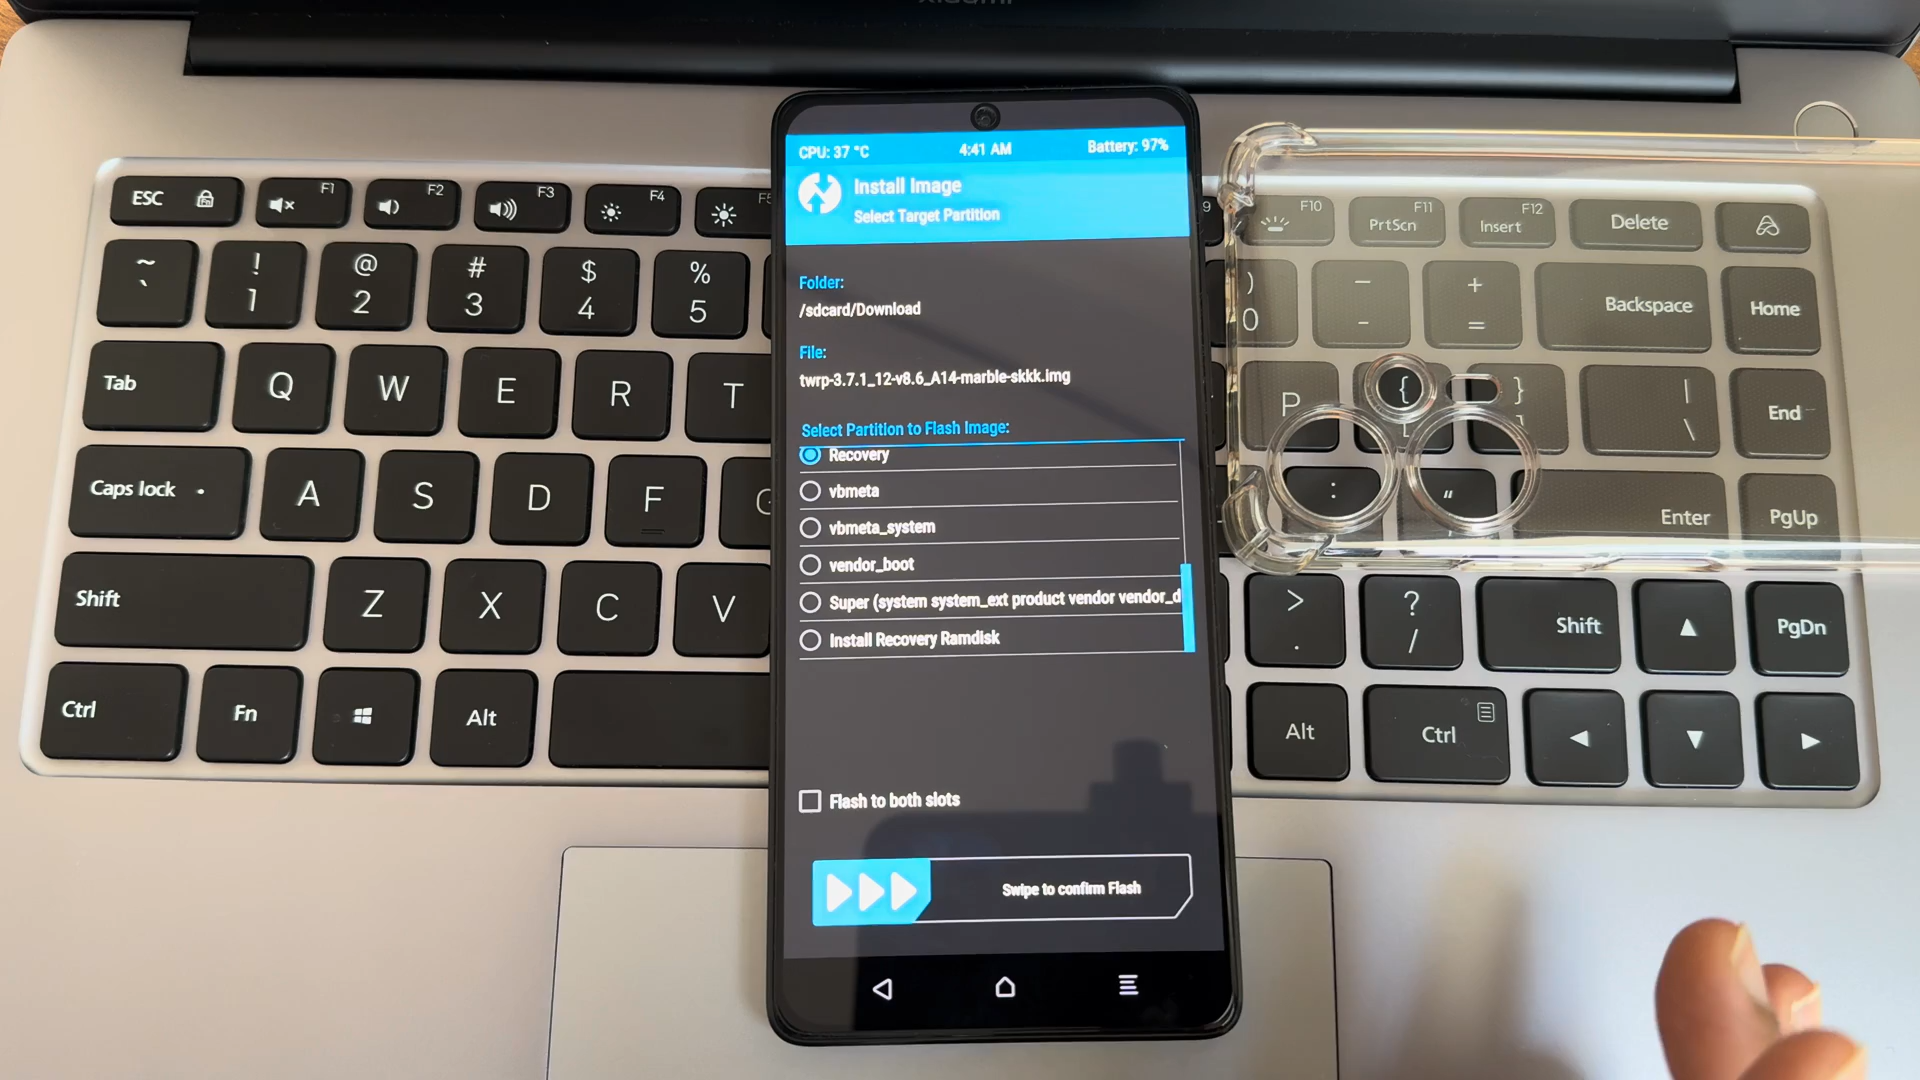 CPU: 37 °C 4:41 AM Battery: 97%
Install Image
Select Target Partition
Folder:
/sdcard/Download
File:
twrp-3.7.1_12-v8.6_A14-marble-skkk.img
Select Partition to Flash Image:
Recovery
vbmeta
vbmeta_system
vendor_boot
Super (system system_ext product vendor vendor_d
Install Recovery Ramdisk
Flash to both slots
Swipe to confirm Flash
ESC F1 F2 F3 F4 F5 9 F10 F11 F12
PrtScn Insert Delete
~ ! @ # $ % ) — +
` 1 2 3 4 5 0 - = Backspace Home
Tab Q W E R T P { } | \ End
Caps lock A S D F G : " Enter PgUp
Shift Z X C V > . ? / Shift ▲ PgDn
Ctrl Fn Alt Alt Ctrl ◄ ▼ ►